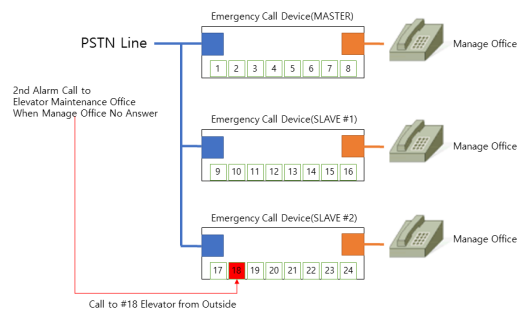 Emergency Call Device(MASTER)
PSTN Line
Manage Office
1 2 3 4 5 6 7 8
2nd Alarm Call to
Elevator Maintenance Office
When Manage Office No Answer
Emergency Call Device(SLAVE #1)
Manage Office
9 10 11 12 13 14 15 16
Emergency Call Device(SLAVE #2)
Manage Office
17 18 19 20 21 22 23 24
Call to #18 Elevator from Outside